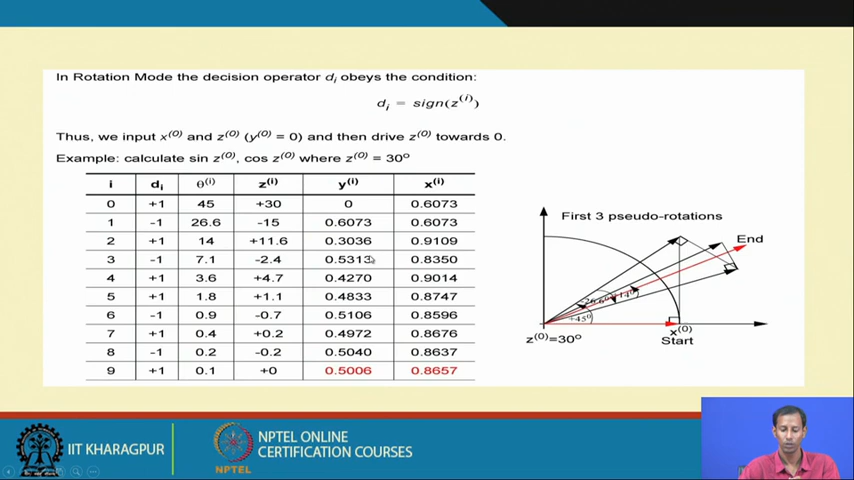 In Rotation Mode the decision operator dᵢ obeys the condition:
dᵢ = sign(z⁽ⁱ⁾)
Thus, we input x⁽⁰⁾ and z⁽⁰⁾ (y⁽⁰⁾ = 0) and then drive z⁽⁰⁾ towards 0.
Example: calculate sin z⁽⁰⁾, cos z⁽⁰⁾ where z⁽⁰⁾ = 30°
i dᵢ Θ⁽ⁱ⁾ z⁽ⁱ⁾ y⁽ⁱ⁾ x⁽ⁱ⁾
0 +1 45 +30 0 0.6073
1 -1 26.6 -15 0.6073 0.6073
2 +1 14 +11.6 0.3036 0.9109
3 -1 7.1 -2.4 0.5313 0.8350
4 +1 3.6 +4.7 0.4270 0.9014
5 +1 1.8 +1.1 0.4833 0.8747
6 -1 0.9 -0.7 0.5106 0.8596
7 +1 0.4 +0.2 0.4972 0.8676
8 -1 0.2 -0.2 0.5040 0.8637
9 +1 0.1 +0 0.5006 0.8657
First 3 pseudo-rotations
End
-26.6° +14°
+45°
x⁽⁰⁾
z⁽⁰⁾=30°
Start
IIT KHARAGPUR
NPTEL
NPTEL ONLINE
CERTIFICATION COURSES